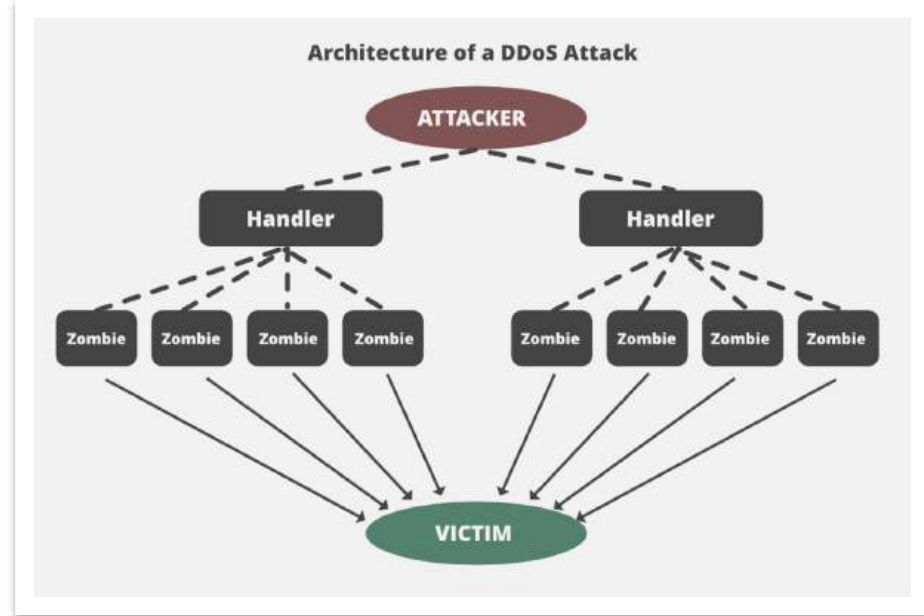 Architecture of a DDoS Attack
ATTACKER
Handler Handler
Zombie Zombie Zombie Zombie Zombie Zombie Zombie Zombie
VICTIM